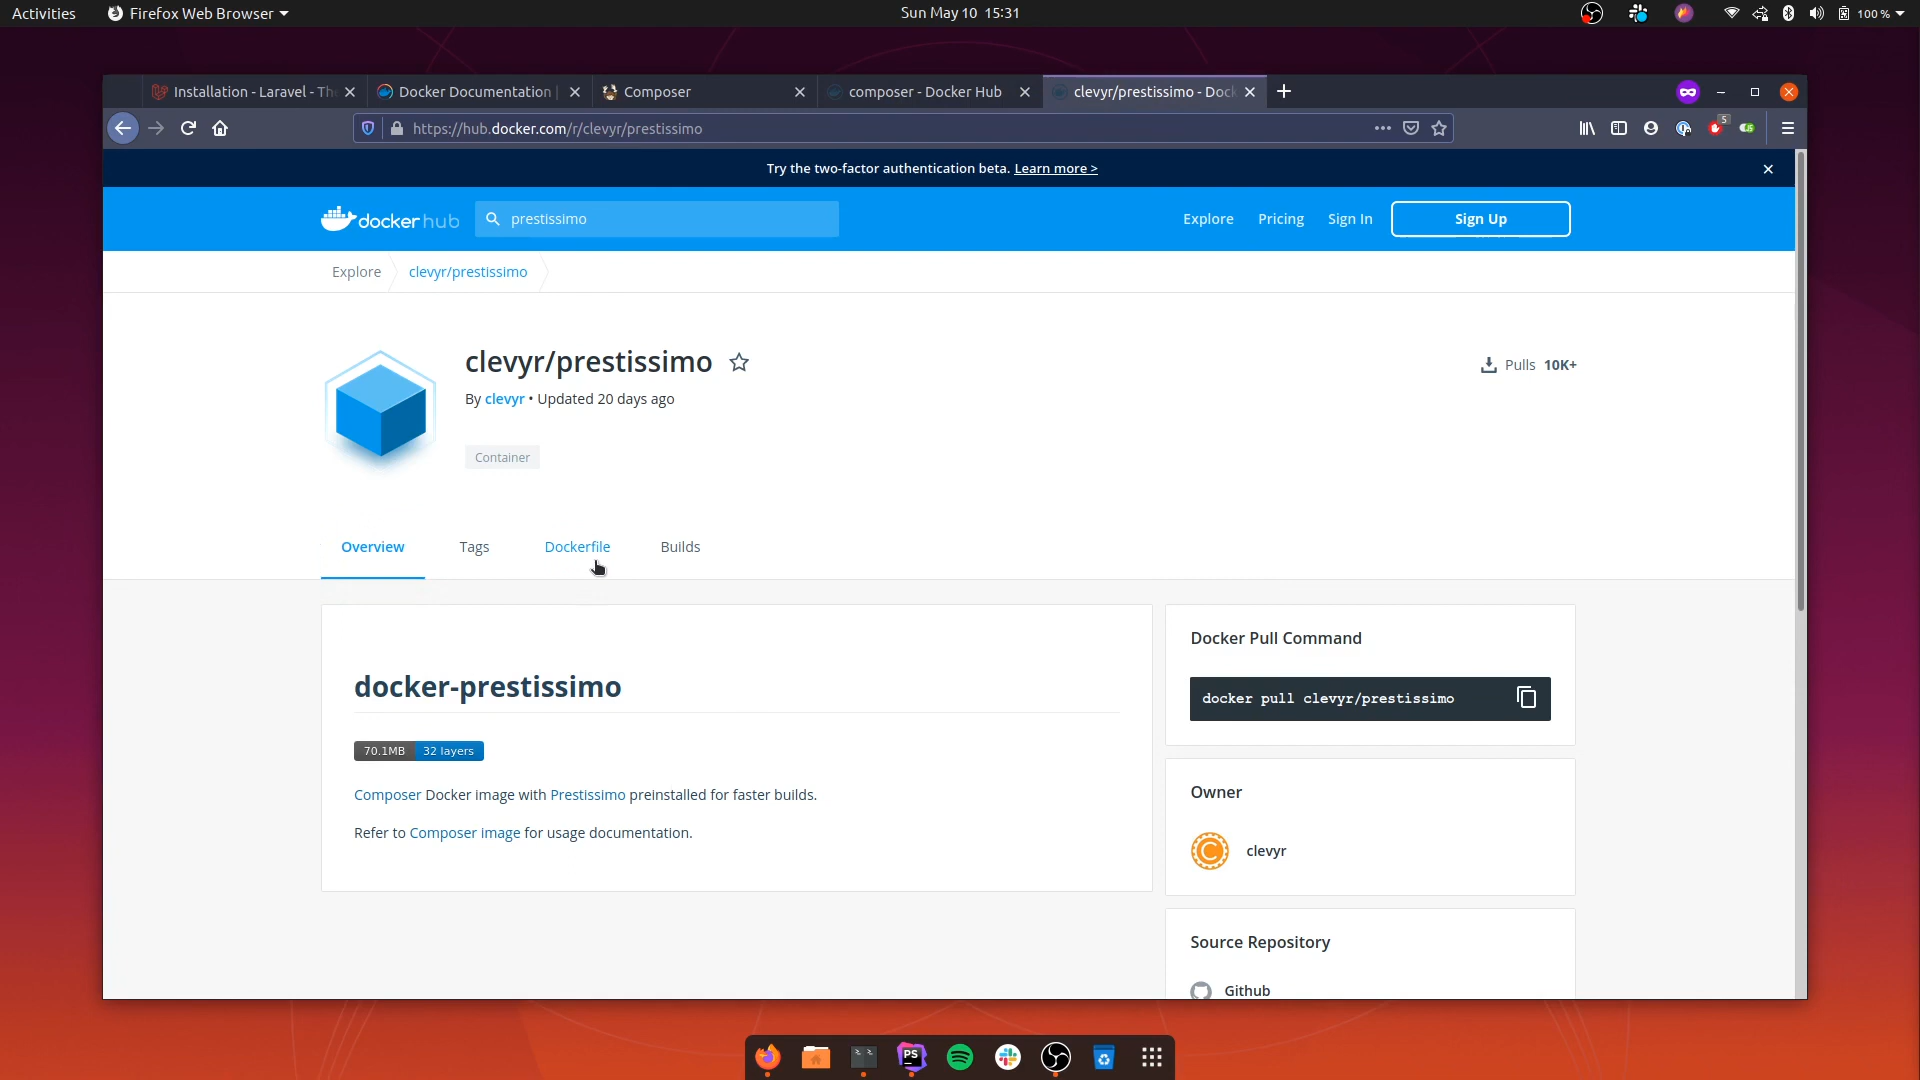 Activities
Firefox Web Browser
Sun May 10 15:31
100 %
Installation - Laravel - Th
Docker Documentation |
Composer
composer - Docker Hub
clevyr/prestissimo - Dock
https://hub.docker.com/r/clevyr/prestissimo
5
Try the two-factor authentication beta. Learn more >
docker hub
prestissimo
Explore
Pricing
Sign In
Sign Up
Explore
clevyr/prestissimo
clevyr/prestissimo
Pulls 10K+
By clevyr • Updated 20 days ago
Container
Overview
Tags
Dockerfile
Builds
docker-prestissimo
70.1MB 32 layers
Composer Docker image with Prestissimo preinstalled for faster builds.
Refer to Composer image for usage documentation.
Docker Pull Command
docker pull clevyr/prestissimo
Owner
C
clevyr
Source Repository
Github
PS